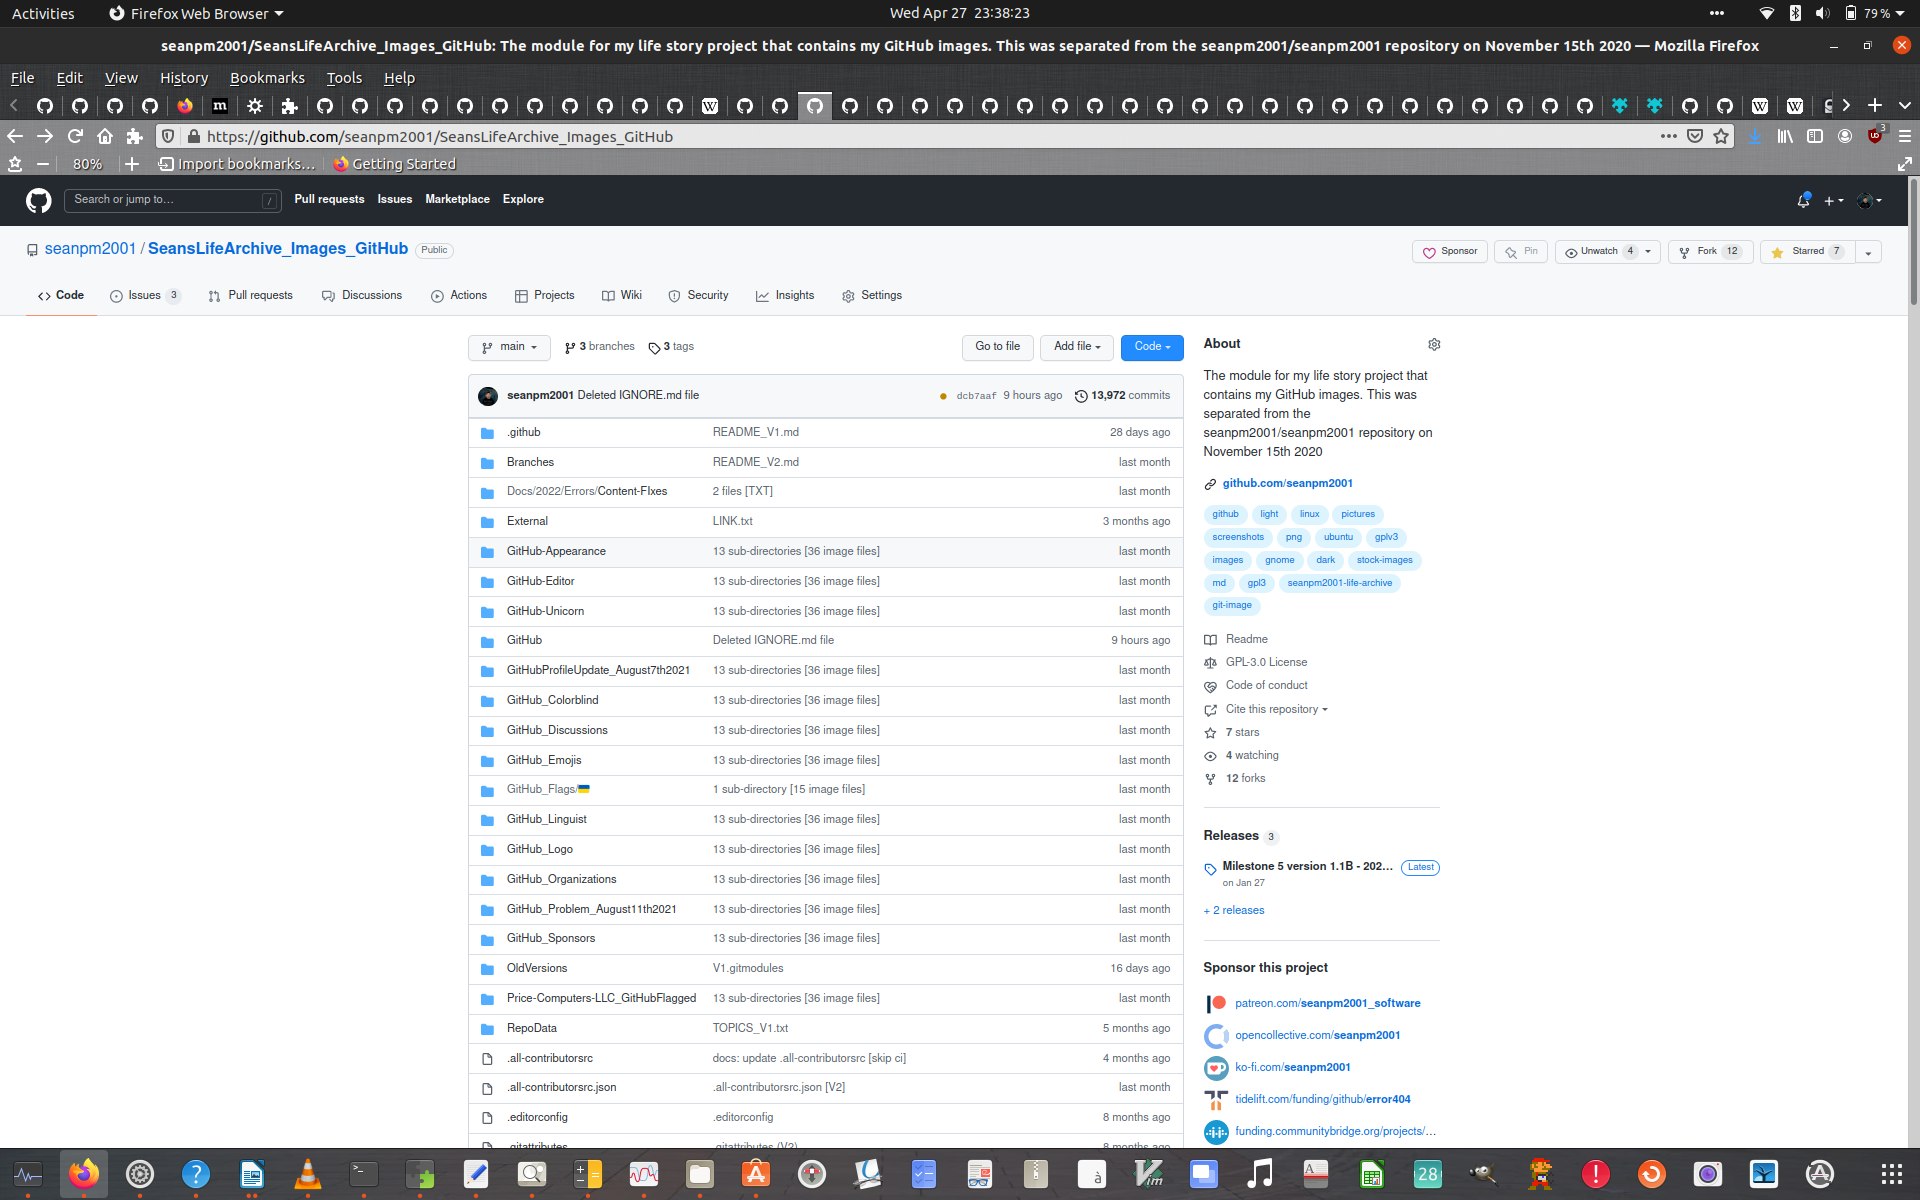 Activities
Firefox Web Browser
Wed Apr 27 23:38:23
79 %
seanpm2001/SeansLifeArchive_Images_GitHub: The module for my life story project that contains my GitHub images. This was separated from the seanpm2001/seanpm2001 repository on November 15th 2020 — Mozilla Firefox
File Edit View History Bookmarks Tools Help
https://github.com/seanpm2001/SeansLifeArchive_Images_GitHub
3
80%
Import bookmarks…
Getting Started
Search or jump to…
/
Pull requests Issues Marketplace Explore
seanpm2001 / SeansLifeArchive_Images_GitHub Public
Sponsor
Pin
Unwatch 4
Fork 12
Starred 7
Code
Issues 3
Pull requests
Discussions
Actions
Projects
Wiki
Security
Insights
Settings
main
3 branches
3 tags
Go to file
Add file
Code
seanpm2001 Deleted IGNORE.md file dcb7aaf 9 hours ago 13,972 commits
.github README_V1.md 28 days ago
Branches README_V2.md last month
Docs/2022/Errors/Content-FIxes 2 files [TXT] last month
External LINK.txt 3 months ago
GitHub-Appearance 13 sub-directories [36 image files] last month
GitHub-Editor 13 sub-directories [36 image files] last month
GitHub-Unicorn 13 sub-directories [36 image files] last month
GitHub Deleted IGNORE.md file 9 hours ago
GitHubProfileUpdate_August7th2021 13 sub-directories [36 image files] last month
GitHub_Colorblind 13 sub-directories [36 image files] last month
GitHub_Discussions 13 sub-directories [36 image files] last month
GitHub_Emojis 13 sub-directories [36 image files] last month
GitHub_Flags/🇺🇦 1 sub-directory [15 image files] last month
GitHub_Linguist 13 sub-directories [36 image files] last month
GitHub_Logo 13 sub-directories [36 image files] last month
GitHub_Organizations 13 sub-directories [36 image files] last month
GitHub_Problem_August11th2021 13 sub-directories [36 image files] last month
GitHub_Sponsors 13 sub-directories [36 image files] last month
OldVersions V1.gitmodules 16 days ago
Price-Computers-LLC_GitHubFlagged 13 sub-directories [36 image files] last month
RepoData TOPICS_V1.txt 5 months ago
.all-contributorsrc docs: update .all-contributorsrc [skip ci] 4 months ago
.all-contributorsrc.json .all-contributorsrc.json [V2] last month
.editorconfig .editorconfig 8 months ago
.gitattributes .gitattributes (V2) 8 months ago
About
The module for my life story project that
contains my GitHub images. This was
separated from the
seanpm2001/seanpm2001 repository on
November 15th 2020
github.com/seanpm2001
github light linux pictures
screenshots png ubuntu gplv3
images gnome dark stock-images
md gpl3 seanpm2001-life-archive
git-image
Readme
GPL-3.0 License
Code of conduct
Cite this repository
7 stars
4 watching
12 forks
Releases 3
Milestone 5 version 1.1B - 202… Latest
on Jan 27
+ 2 releases
Sponsor this project
patreon.com/seanpm2001_software
opencollective.com/seanpm2001
ko-fi.com/seanpm2001
tidelift.com/funding/github/error404
funding.communitybridge.org/projects/…
28